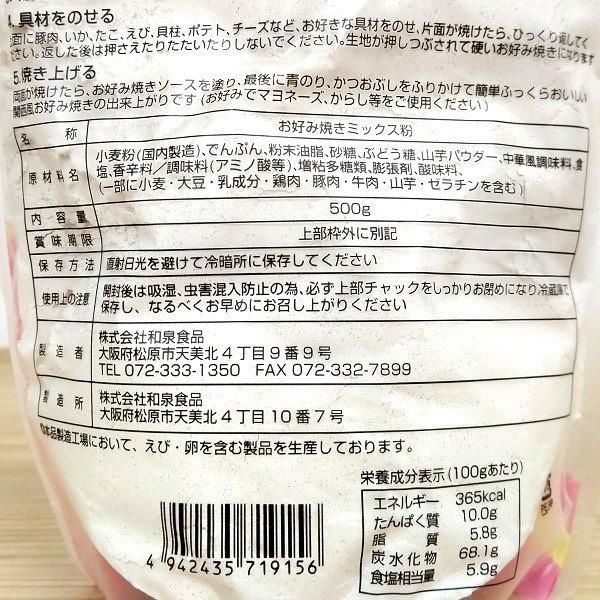 4. 具材をのせる
面に豚肉、いか、たこ、えび、貝柱、ポテト、チーズなど、お好きな具材をのせ、片面が焼けたら、ひっくり返してく
さい。返した後は押さえたりたたいたりしないでください。生地が押しつぶされて硬いお好み焼きになります
5. 焼き上げる
両面が焼けたら、お好み焼きソースを塗り、最後に青のり、かつおぶしをふりかけて簡単ふっくらおいしい
関西風お好み焼きの出来上がりです(お好みでマヨネーズ、からし等をご使用ください)
名称 お好み焼きミックス粉
原材料名 小麦粉(国内製造)、でんぷん、粉末油脂、砂糖、ぶどう糖、山芋パウダー、中華風調味料、食
塩、香辛料/調味料(アミノ酸等)、増粘多糖類、膨張剤、酸味料、
(一部に小麦・大豆・乳成分・鶏肉・豚肉・牛肉・山芋・ゼラチンを含む)
内容量 500g
賞味期限 上部枠外に別記
保存方法 直射日光を避けて冷暗所に保存してください
使用上の注意 開封後は吸湿、虫害混入防止の為、必ず上部チャックをしっかりお閉めになり冷蔵庫で
保存し、なるべくお早めにお召し上がりください
製造者 株式会社和泉食品
大阪府松原市天美北4丁目9番9号
TEL 072-333-1350 FAX 072-332-7899
製造所 株式会社和泉食品
大阪府松原市天美北4丁目10番7号
本品製造工場において、えび・卵を含む製品を生産しております。
栄養成分表示(100gあたり)
エネルギー 365kcal
たんぱく質 10.0g
脂質 5.8g
炭水化物 68.1g
食塩相当量 5.9g
4 942435 719156